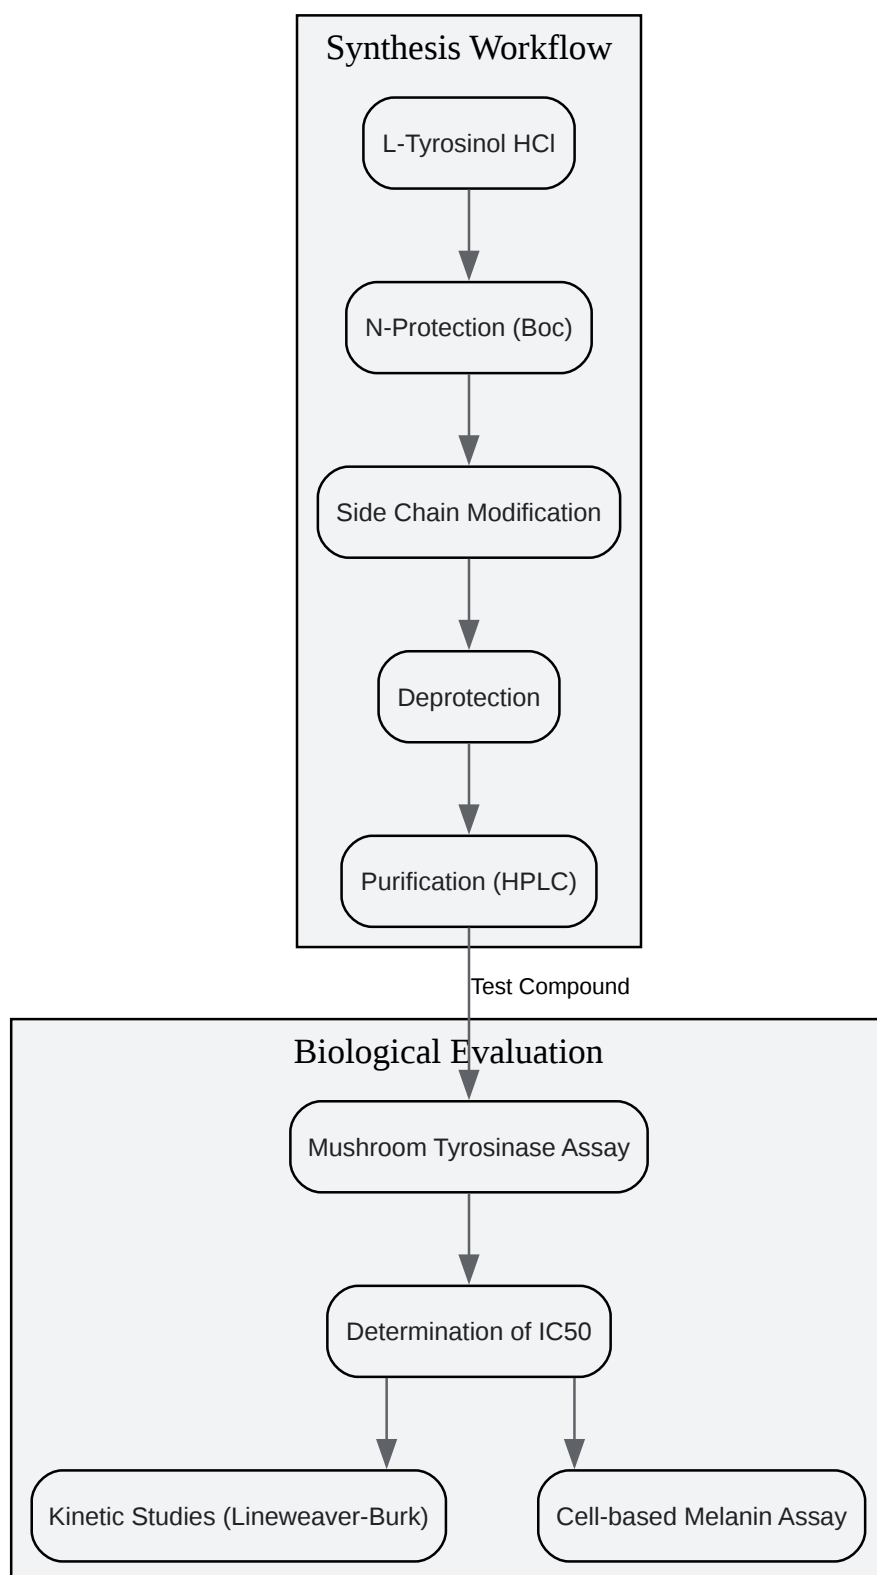 Synthesis Workflow
L-Tyrosinol HCl
N-Protection (Boc)
Side Chain Modification
Deprotection
Purification (HPLC)
Test Compound
Biological Evaluation
Mushroom Tyrosinase Assay
Determination of IC50
Kinetic Studies (Lineweaver-Burk)
Cell-based Melanin Assay